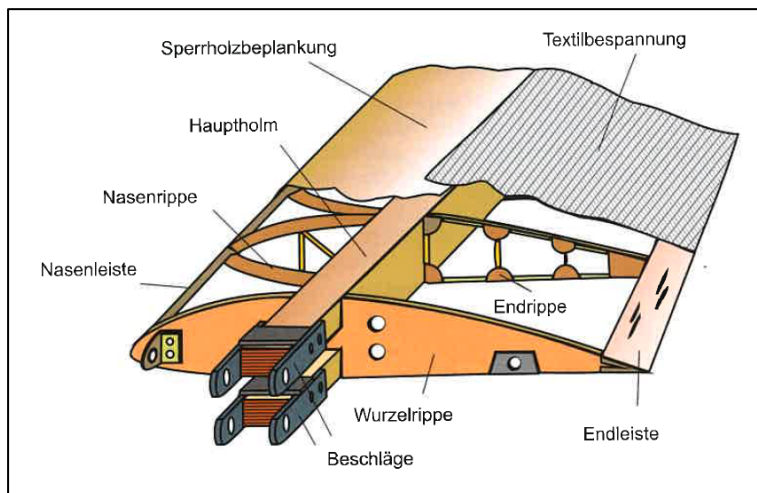 Textilbespannung
Sperrholzbeplankung
Hauptholm
Nasenrippe
Nasenleiste
Endrippe
Wurzelrippe
Endleiste
Beschläge